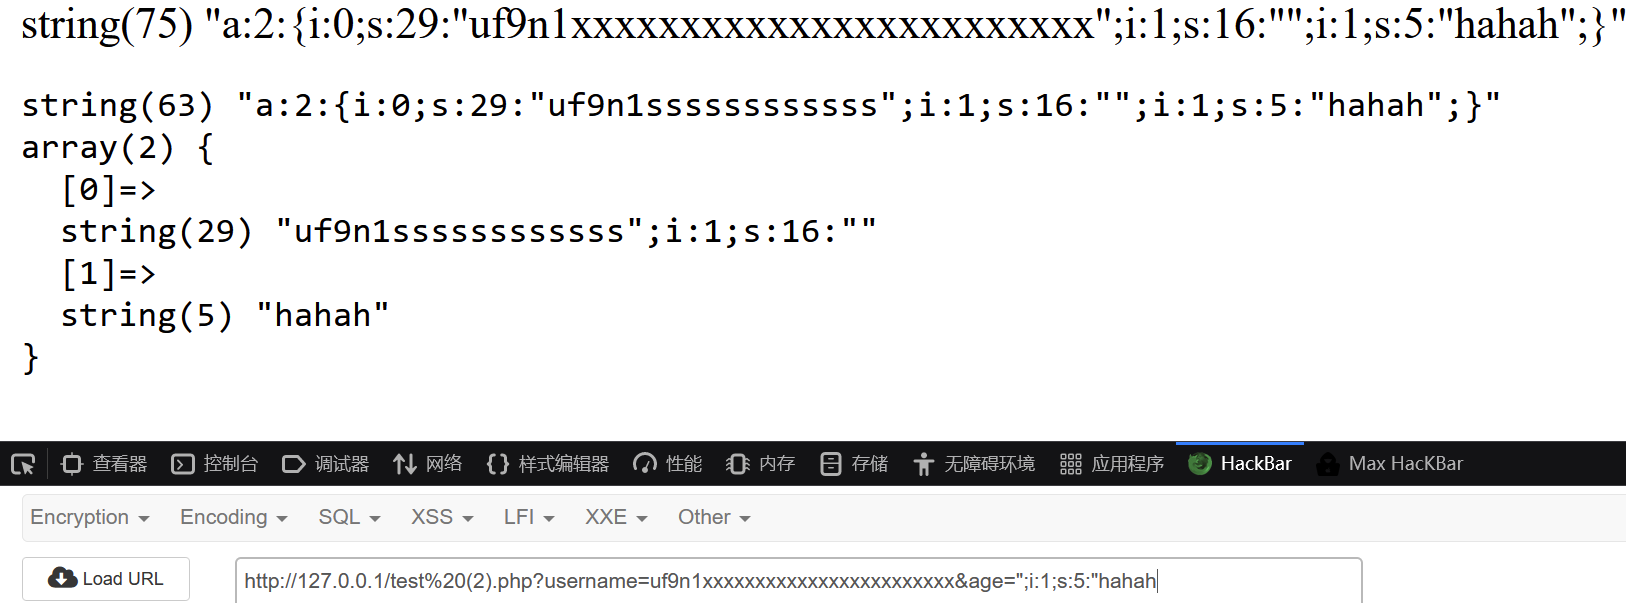 string(75) "a:2:{i:0;s:29:"uf9n1xxxxxxxxxxxxxxxxxxxxxxxx";i:1;s:16:"";i:1;s:5:"hahah";}"
string(63) "a:2:{i:0;s:29:"uf9n1ssssssssssss";i:1;s:16:"";i:1;s:5:"hahah";}"
array(2) {
[0]=>
string(29) "uf9n1ssssssssssss";i:1;s:16:""
[1]=>
string(5) "hahah"
}
查看器 控制台 调试器 网络 {} 样式编辑器 性能 内存 存储 无障碍环境 应用程序 HackBar Max HacKBar
Encryption Encoding SQL XSS LFI XXE Other
Load URL http://127.0.0.1/test%20(2).php?username=uf9n1xxxxxxxxxxxxxxxxxxxxxxxx&age=";i:1;s:5:"hahah